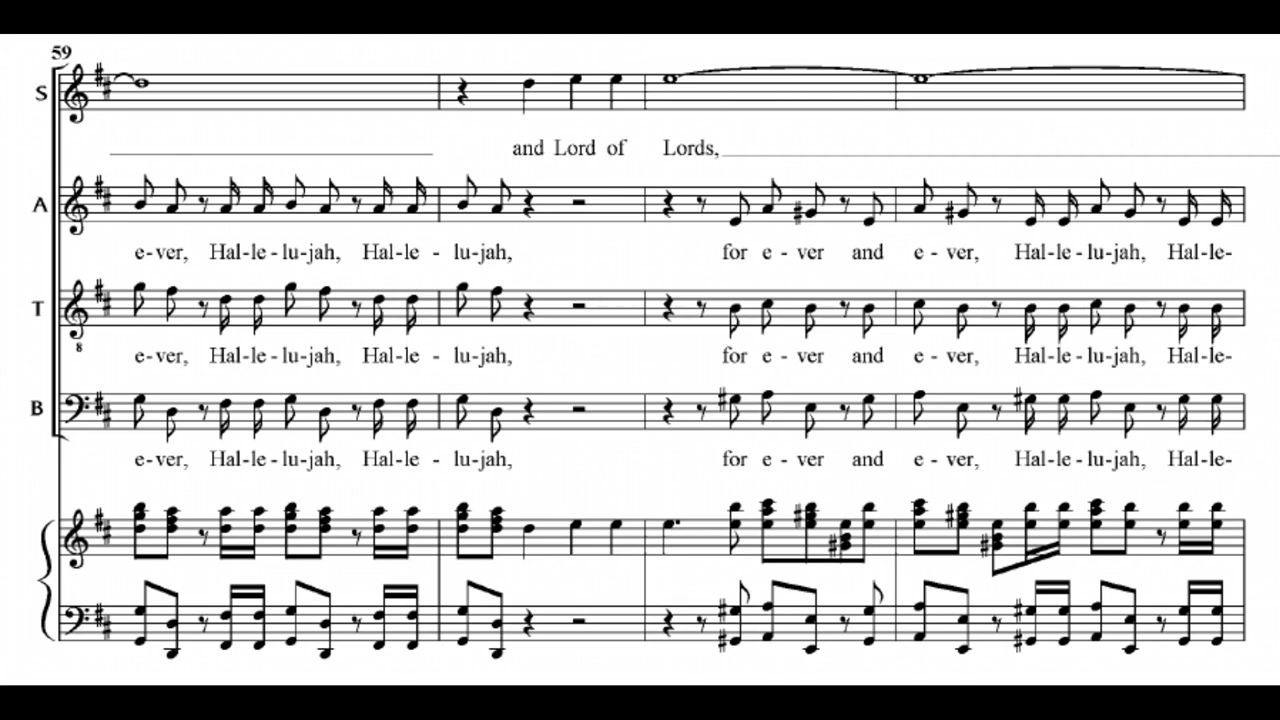 59
S
and Lord of Lords,
A
e-ver, Hal-le-lu-jah, Hal-le - lu-jah, for e - ver and e - ver, Hal-le-lu-jah, Hal-le-
T
8
e-ver, Hal-le-lu-jah, Hal-le - lu-jah, for e - ver and e - ver, Hal-le-lu-jah, Hal-le-
B
e-ver, Hal-le-lu-jah, Hal-le - lu-jah, for e - ver and e - ver, Hal-le-lu-jah, Hal-le-